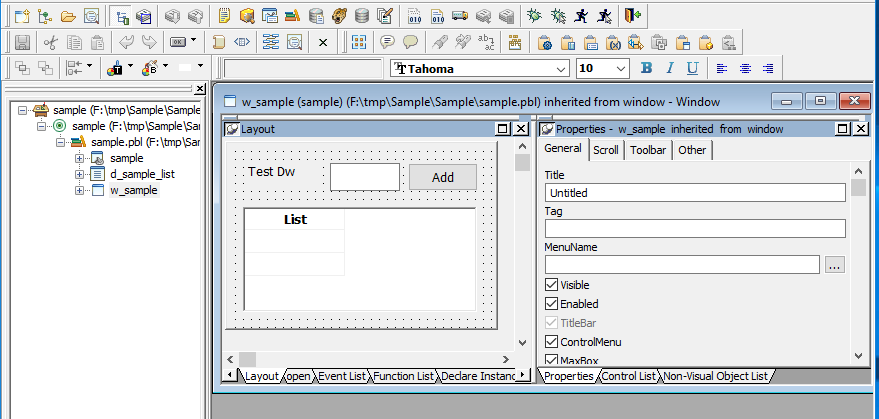 Tahoma 10 B I U
sample (F:\tmp\Sample\Sample
sample (F:\tmp\Sample\Sa
sample.pbl (F:\tmp\Sar
sample
d_sample_list
w_sample
w_sample (sample) (F:\tmp\Sample\Sample\sample.pbl) inherited from window - Window
Layout
Test Dw
Add
List
Layout open Event List Function List Declare Instanc
Properties - w_sample inherited from window
General Scroll Toolbar Other
Title
Untitled
Tag
MenuName
...
Visible
Enabled
TitleBar
ControlMenu
MaxBox
Properties Control List Non-Visual Object List